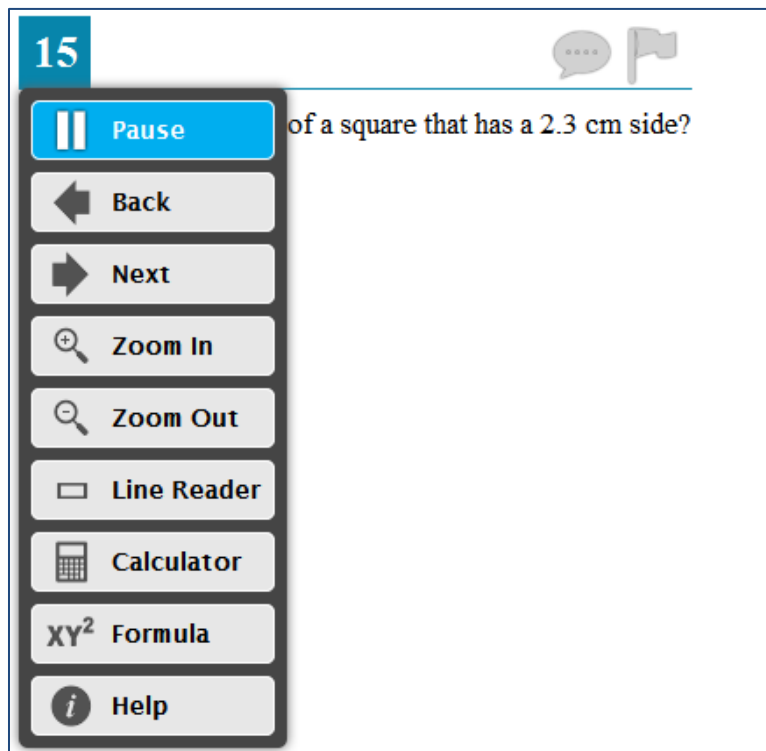 15
of a square that has a 2.3 cm side?
Pause
Back
Next
Zoom In
Zoom Out
Line Reader
Calculator
XY² Formula
Help